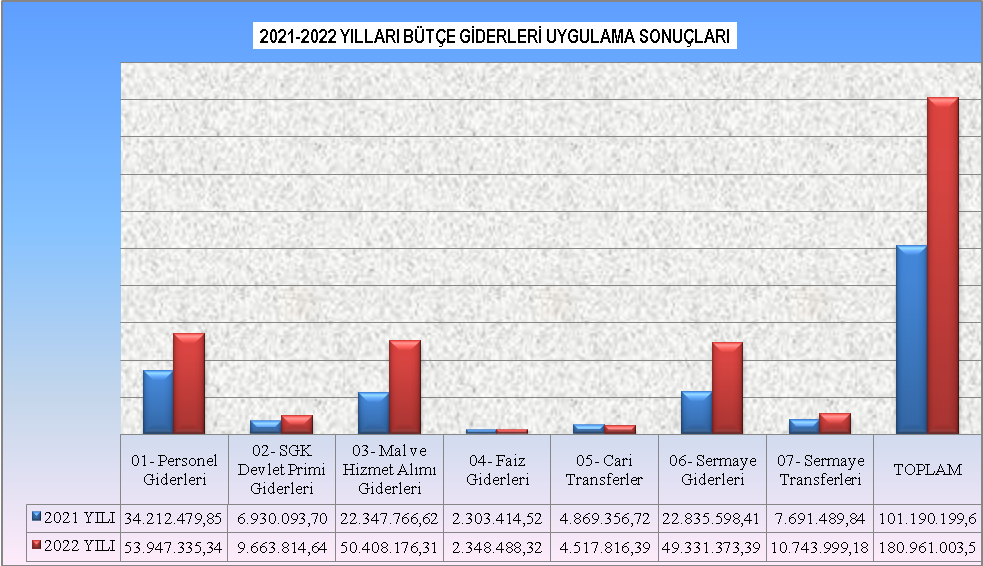 2021-2022 YILLARI BÜTÇE GİDERLERİ UYGULAMA SONUÇLARI
01- Personel Giderleri
02- SGK Devlet Primi Giderleri
03- Mal ve Hizmet Alımı Giderleri
04- Faiz Giderleri
05- Cari Transferler
06- Sermaye Giderleri
07- Sermaye Transferleri
TOPLAM
2021 YILI 34.212.479,85 6.930.093,70 22.347.766,62 2.303.414,52 4.869.356,72 22.835.598,41 7.691.489,84 101.190.199,6
2022 YILI 53.947.335,34 9.663.814,64 50.408.176,31 2.348.488,32 4.517.816,39 49.331.373,39 10.743.999,18 180.961.003,5